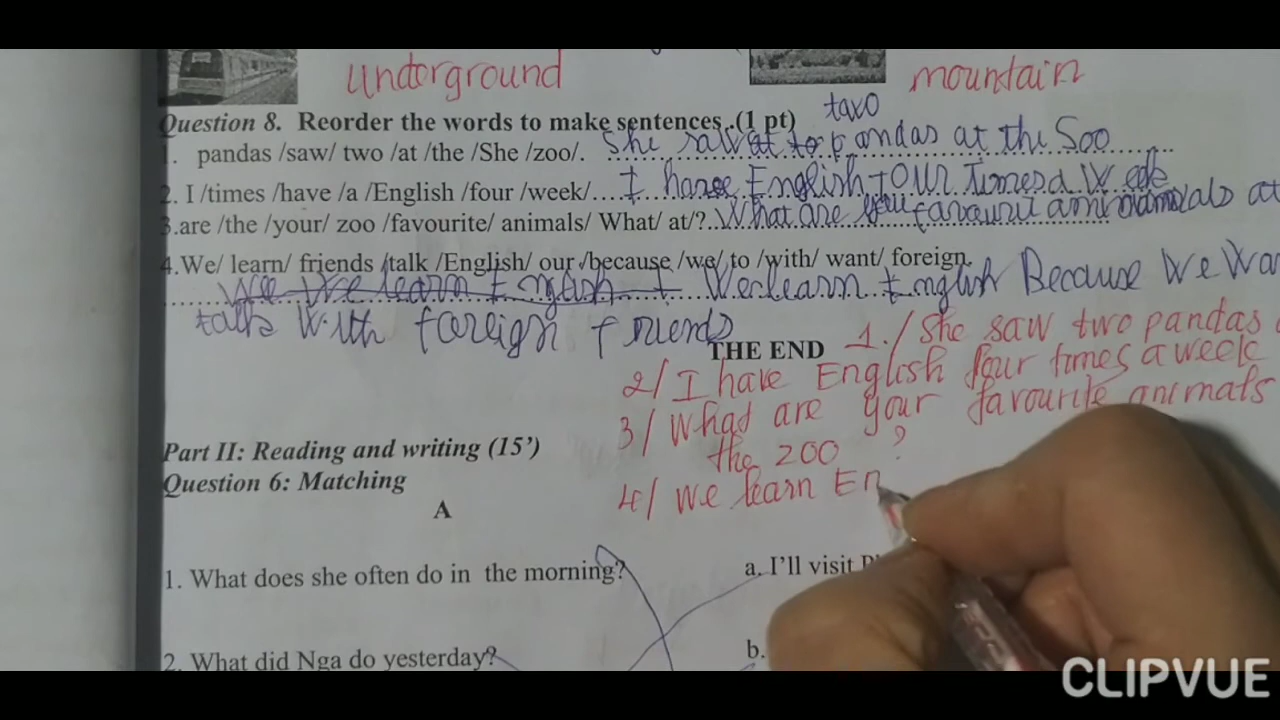 underground
mountain
Question 8. Reorder the words to make sentences .(1 pt)
1. pandas /saw/ two /at /the /She /zoo/. She saw pandas at the Soo
2. I /times /have /a /English /four /week/.... I have English four times a week
3.are /the /your/ zoo /favourite/ animals/ What/ at/?.. What are
4.We/ learn/ friends /talk /English/ our /because /we/ to /with/ want/ foreign.
We learn English Because We Wan
talk With foreign friends
THE END
1./ She saw two pandas
2/ I have English four times a week
3/ What are your favourite animals
the zoo ?
4/ We learn En
Part II: Reading and writing (15’)
Question 6: Matching
A
1. What does she often do in the morning?
a. I’ll visit
2. What did Nga do yesterday?
b.
CLIPVUE